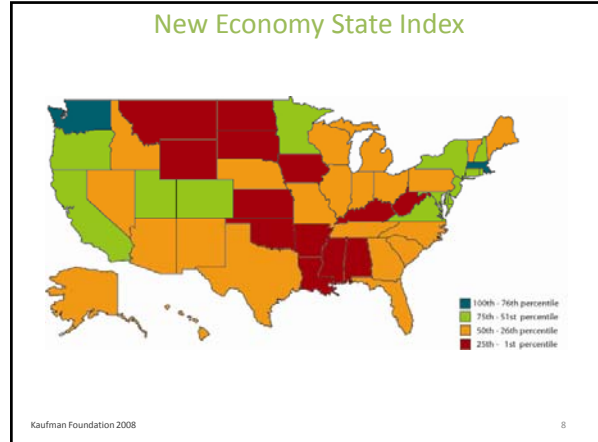 New Economy State Index
100th - 76th percentile
75th - 51st percentile
50th - 26th percentile
25th - 1st percentile
Kaufman Foundation 2008
8